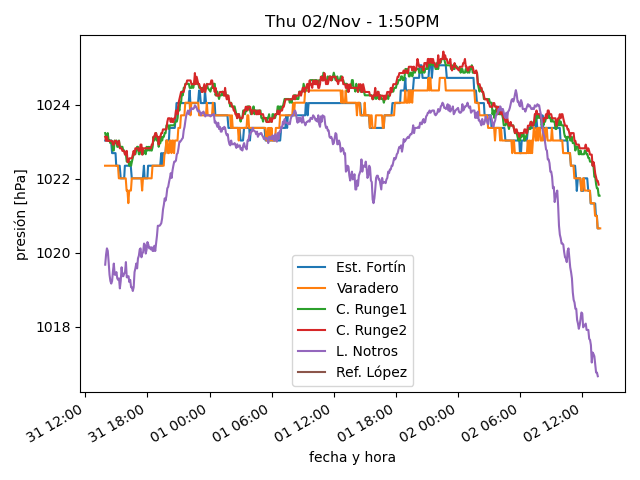 Thu 02/Nov - 1:50PM
presión [hPa]
1024
1022
1020
1018
Est. Fortín
Varadero
C. Runge1
C. Runge2
L. Notros
Ref. López
31 12:00
31 18:00
01 00:00
01 06:00
01 12:00
01 18:00
02 00:00
02 06:00
02 12:00
fecha y hora